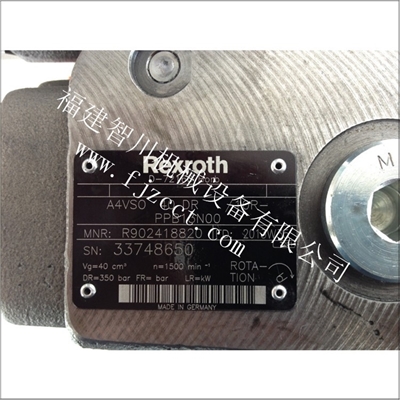 福建智川机械设备有限公司
www.fjzcct.com
Rexroth
A4VSO DR R-
PPB13N00
MNR: R902418820
SN: 33748650
Vg=40 cm³ n=1500 min⁻¹ ROTA-
DR=350 bar FR= bar LR=kW TION
MADE IN GERMANY
M